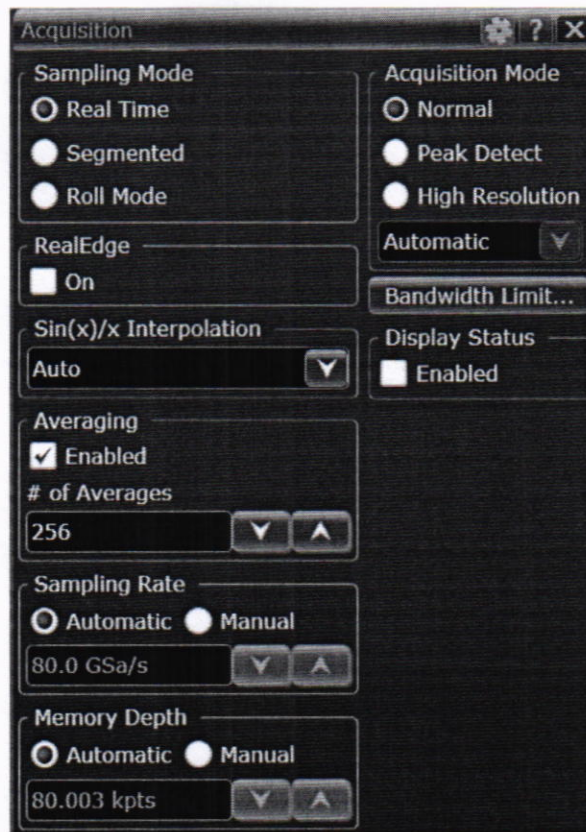 Acquisition
?
X
Sampling Mode
Real Time
Segmented
Roll Mode
RealEdge
On
Sin(x)/x Interpolation
Auto
Averaging
Enabled
# of Averages
256
Sampling Rate
Automatic Manual
80.0 GSa/s
Memory Depth
Automatic Manual
80.003 kpts
Acquisition Mode
Normal
Peak Detect
High Resolution
Automatic
Bandwidth Limit...
Display Status
Enabled